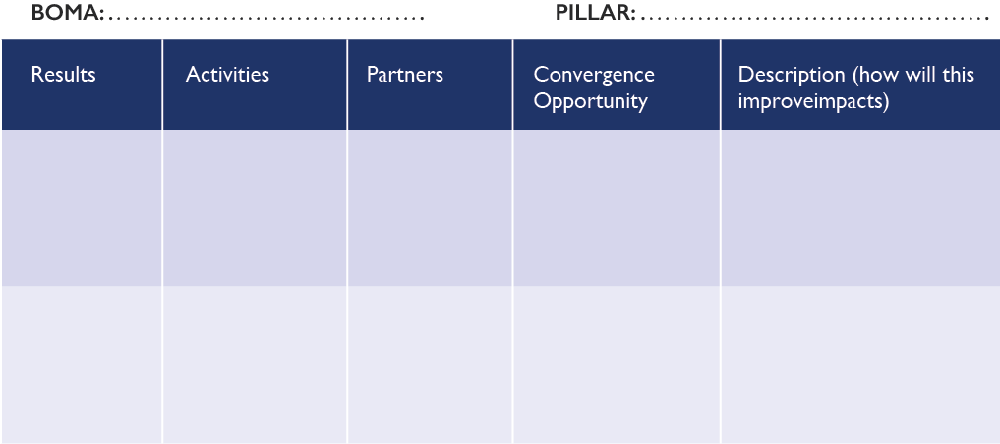 BOMA:....................................... PILLAR:...........................................
Results Activities Partners Convergence Description (how will this
Opportunity improveimpacts)